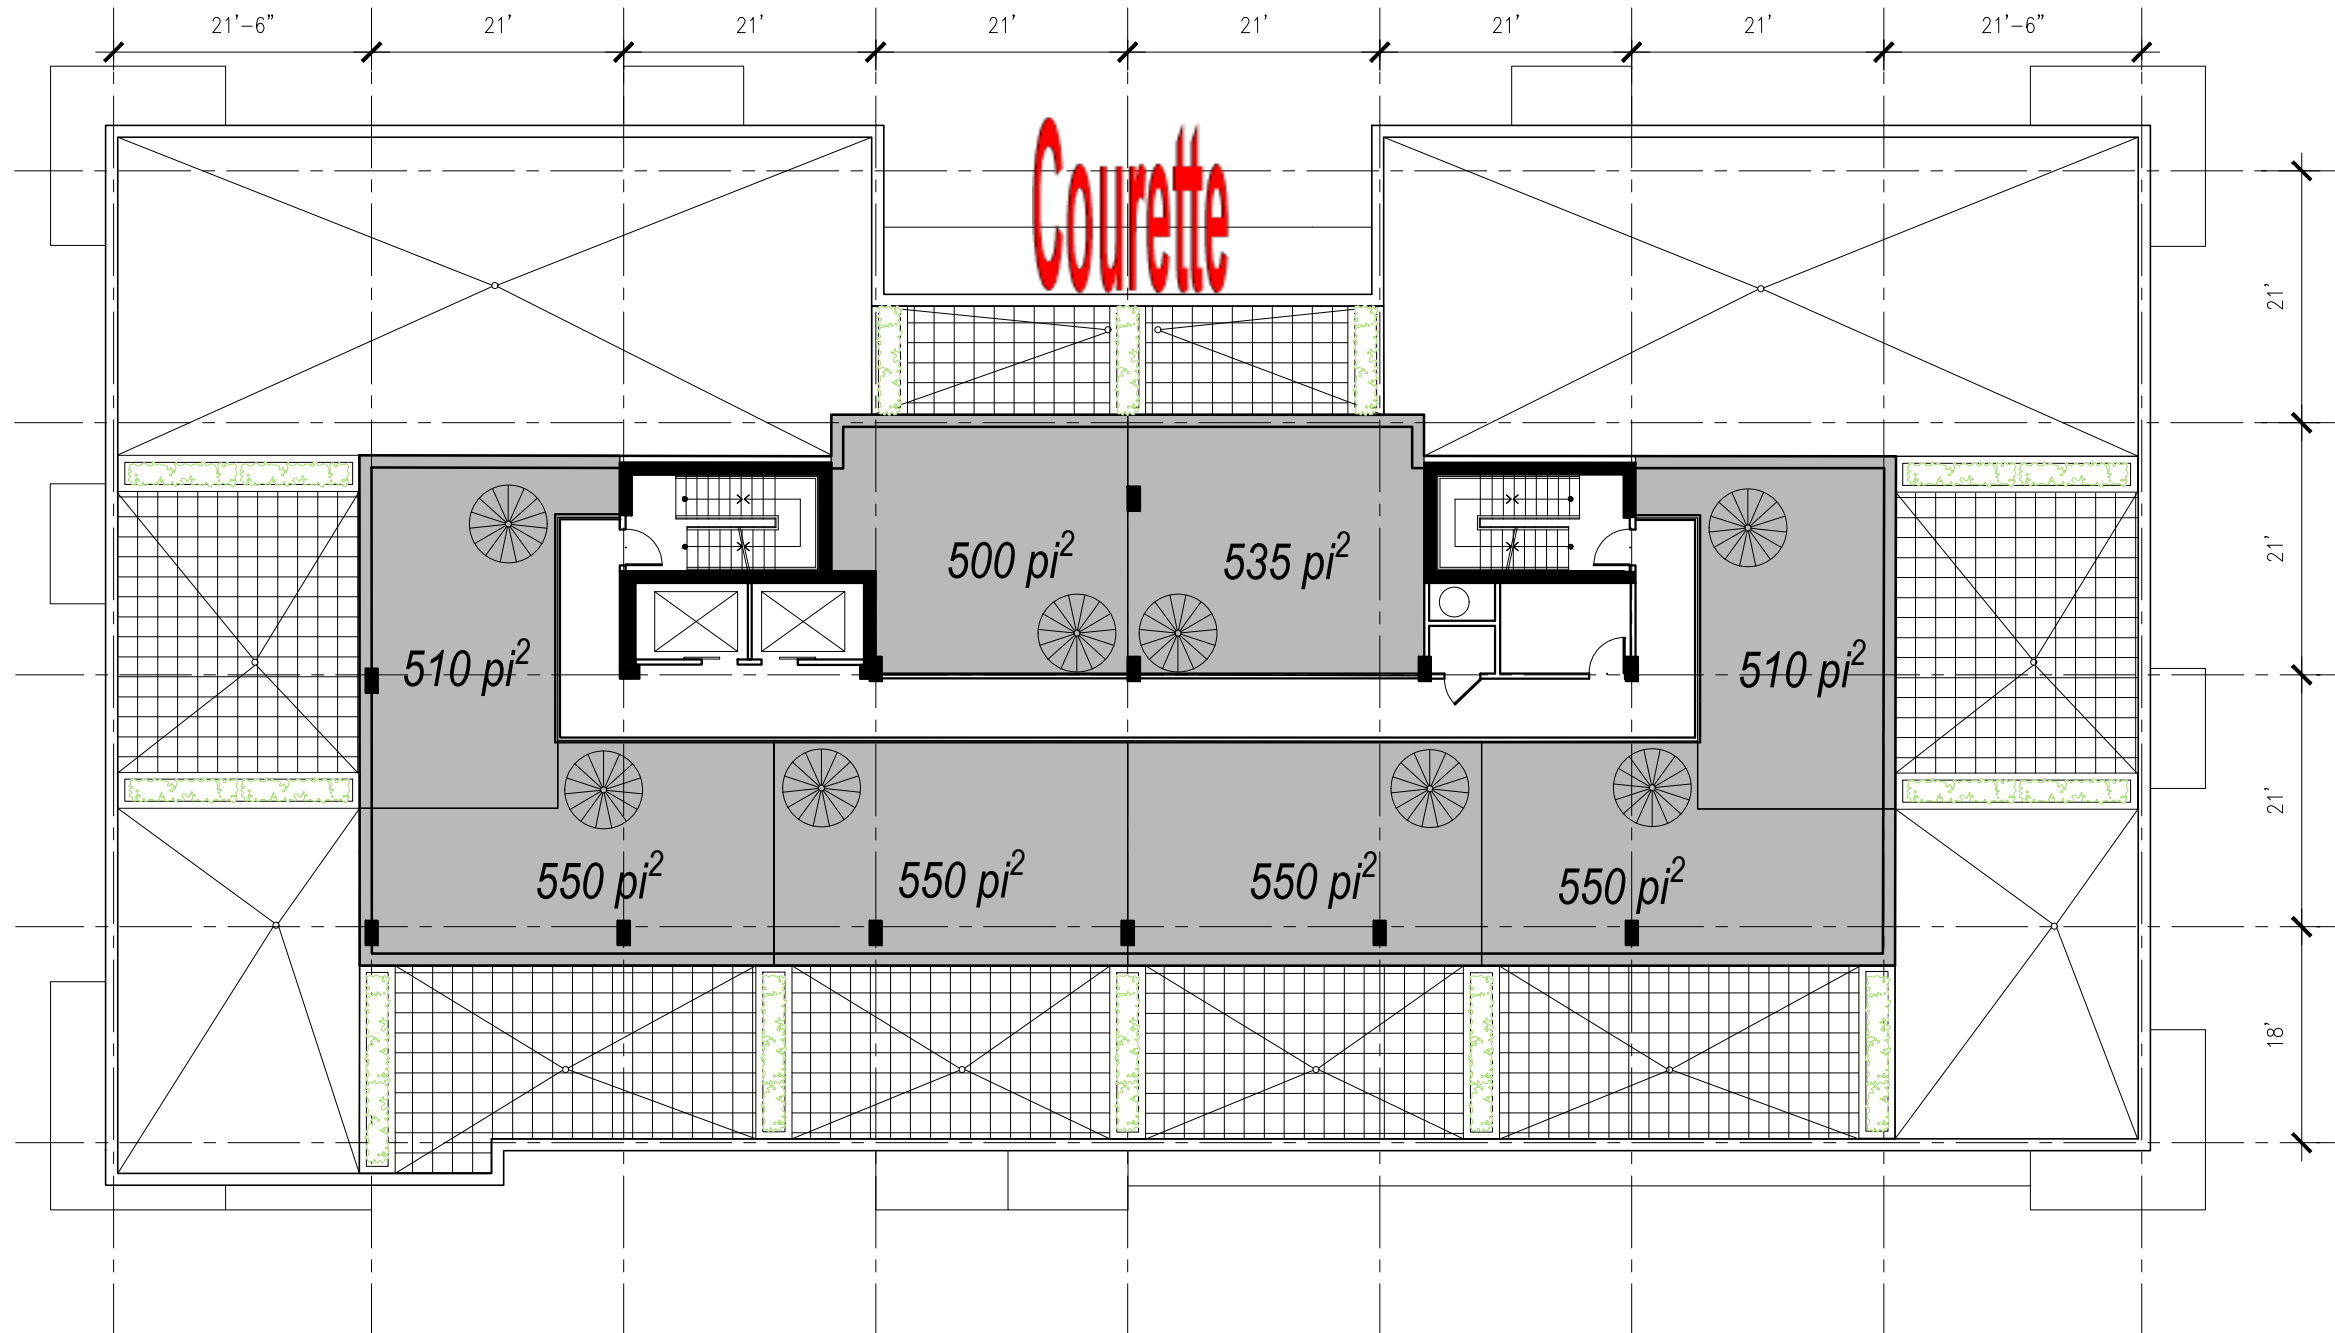 21'-6" 21' 21' 21' 21' 21' 21' 21'-6"
Courette
21'
500 pi² 535 pi²
21'
510 pi² 510 pi²
21'
550 pi² 550 pi² 550 pi² 550 pi²
18'